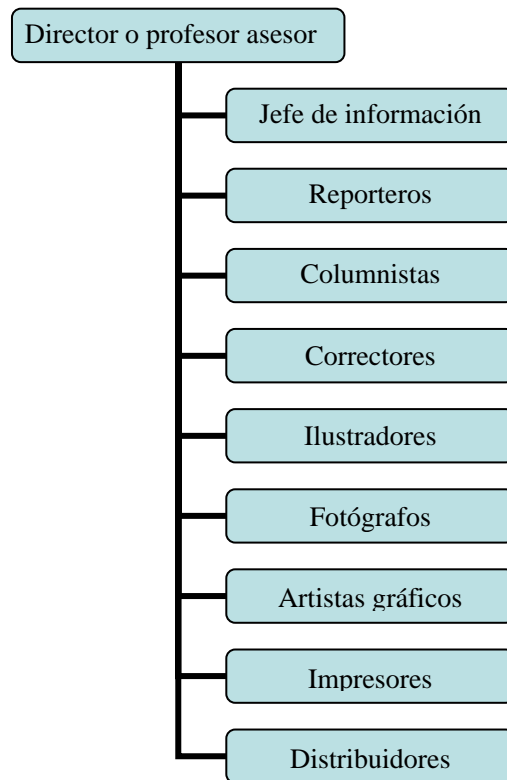 Director o profesor asesor
Jefe de información
Reporteros
Columnistas
Correctores
Ilustradores
Fotógrafos
Artistas gráficos
Impresores
Distribuidores